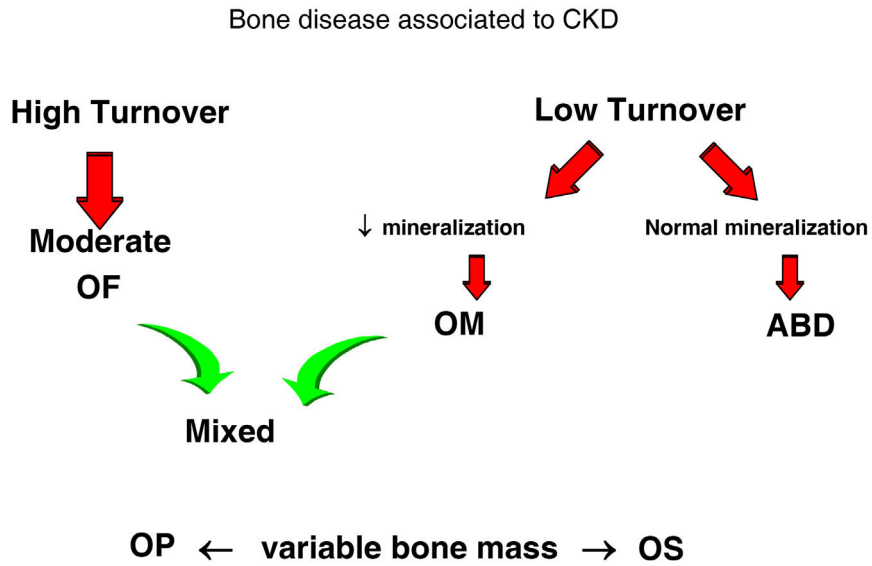 Bone disease associated to CKD
High Turnover
Low Turnover
Moderate
OF
↓ mineralization
Normal mineralization
OM
ABD
Mixed
OP ← variable bone mass → OS